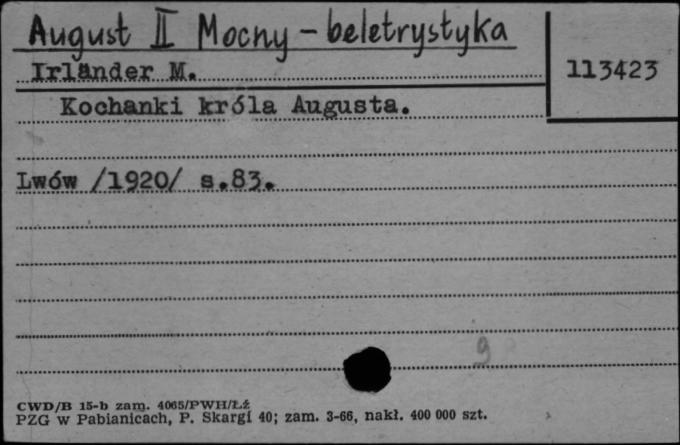 August II Mocny - beletrystyka
Irländer M.
113423
Kochanki króla Augusta.
Lwów /1920/ s.83.
9
CWD/B 15-b zam. 4065/PWH/Łź
PZG w Pabianicach, P. Skargi 40; zam. 3-66, nakł. 400 000 szt.